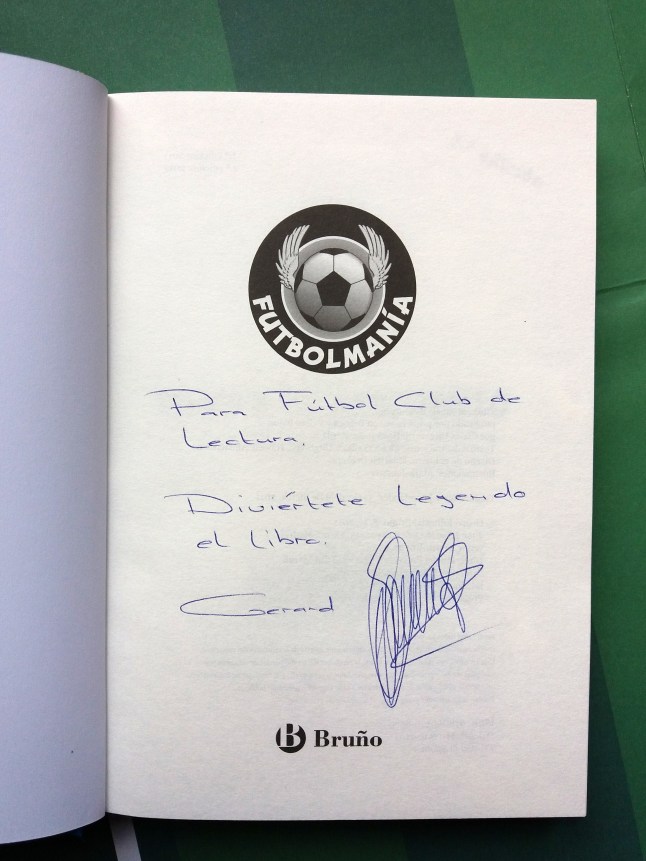 FUTBOLMANÍA
Para Fútbol Club de
Lectura.
Diviértete Leyendo
el libro.
Gerard
B Bruño